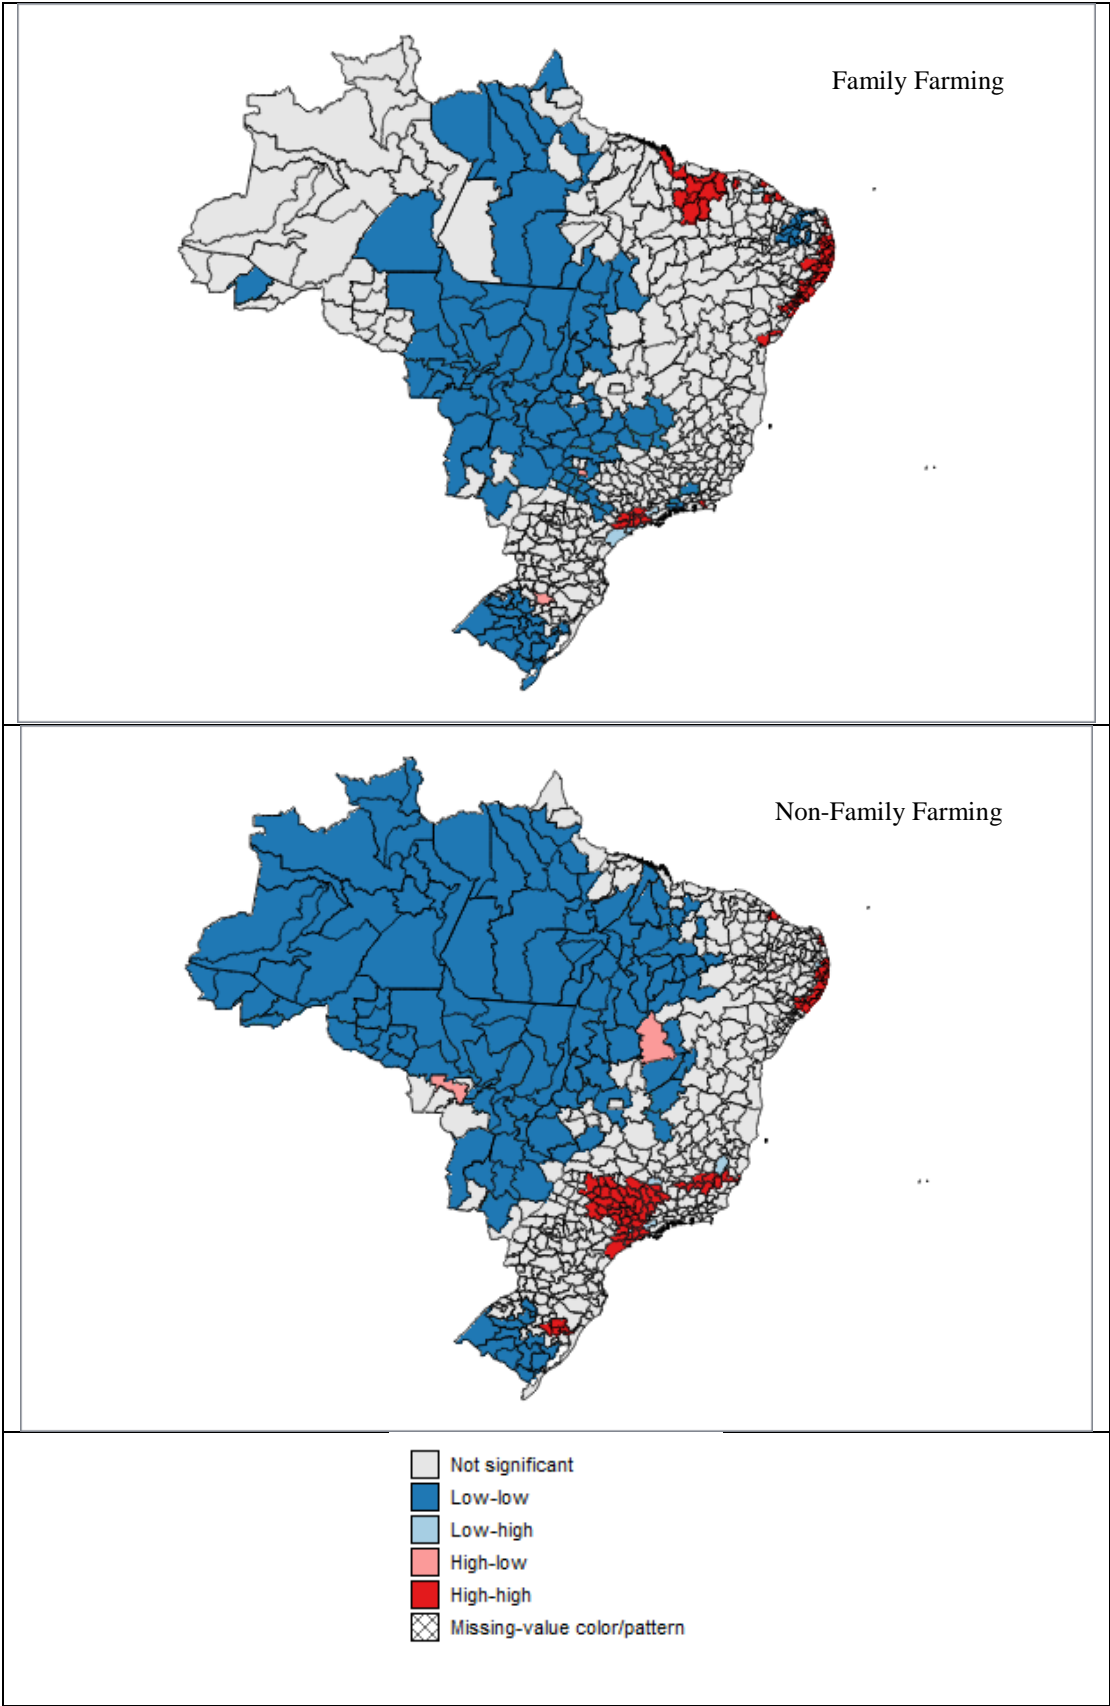 Family Farming
Non-Family Farming
Not significant
Low-low
Low-high
High-low
High-high
Missing-value color/pattern